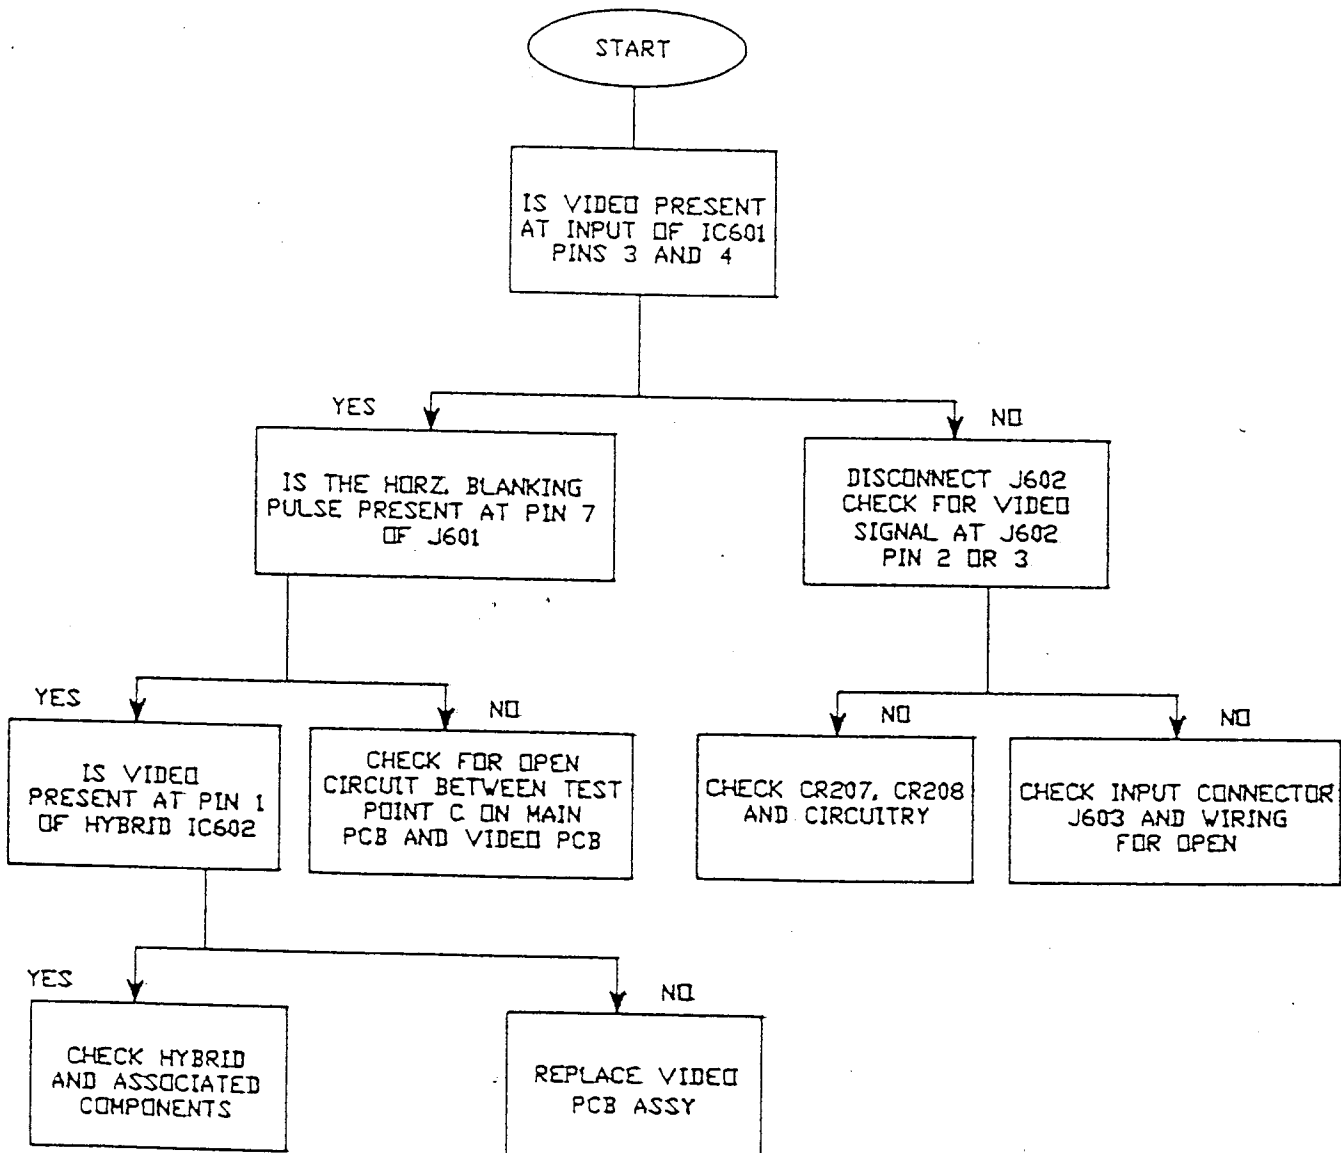 START
IS VIDEO PRESENT
AT INPUT OF IC601
PINS 3 AND 4
YES
NO
IS THE HORZ. BLANKING
PULSE PRESENT AT PIN 7
OF J601
DISCONNECT J602
CHECK FOR VIDEO
SIGNAL AT J602
PIN 2 OR 3
YES
NO
NO
NO
IS VIDEO
PRESENT AT PIN 1
OF HYBRID IC602
CHECK FOR OPEN
CIRCUIT BETWEEN TEST
POINT C ON MAIN
PCB AND VIDEO PCB
CHECK CR207, CR208
AND CIRCUITRY
CHECK INPUT CONNECTOR
J603 AND WIRING
FOR OPEN
YES
NO
CHECK HYBRID
AND ASSOCIATED
COMPONENTS
REPLACE VIDEO
PCB ASSY